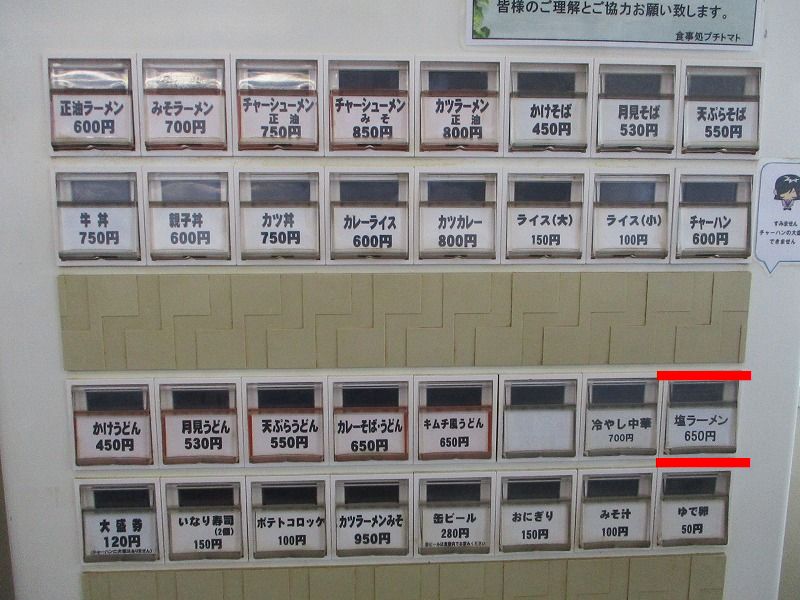 皆様のご理解とご協力お願い致します。
食事処プチトマト
正油ラーメン
600円
みそラーメン
700円
チャーシューメン
正油
750円
チャーシューメン
みそ
850円
カツラーメン
正油
800円
かけそば
450円
月見そば
530円
天ぷらそば
550円
牛丼
750円
親子丼
600円
カツ丼
750円
カレーライス
600円
カツカレー
800円
ライス(大)
150円
ライス(小)
100円
チャーハン
600円
すみません
チャーハンの大盛
できません
かけうどん
450円
月見うどん
530円
天ぷらうどん
550円
カレーそば・うどん
650円
キムチ風うどん
650円
冷やし中華
700円
塩ラーメン
650円
大盛券
120円
(チャーハンに大盛はありません)
いなり寿司
(2個)
150円
ポテトコロッケ
100円
カツラーメンみそ
950円
缶ビール
280円
おにぎり
150円
みそ汁
100円
ゆで卵
50円